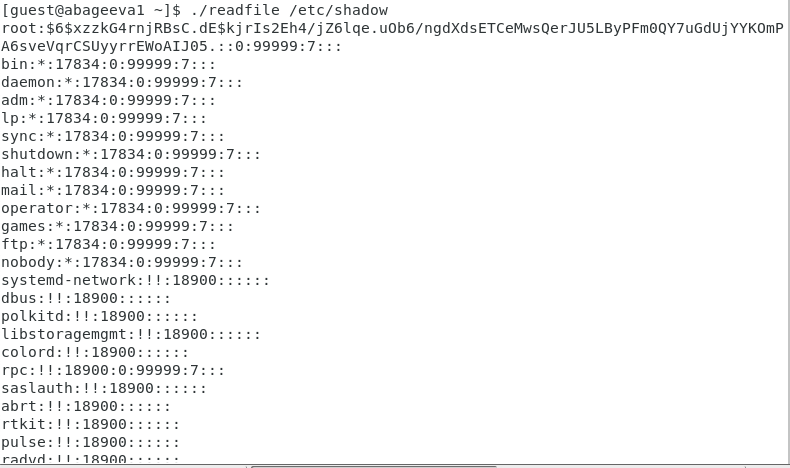 [guest@abageeva1 ~]$ ./readfile /etc/shadow
root:$6$xzzkG4rnjRBsC.dE$kjrIs2Eh4/jZ6lqe.uOb6/ngdXdsETCeMwsQerJU5LByPFm0QY7uGdUjYYKOmP
A6sveVqrCSUyyrrEWoAIJ05.::0:99999:7:::
bin:*:17834:0:99999:7:::
daemon:*:17834:0:99999:7:::
adm:*:17834:0:99999:7:::
lp:*:17834:0:99999:7:::
sync:*:17834:0:99999:7:::
shutdown:*:17834:0:99999:7:::
halt:*:17834:0:99999:7:::
mail:*:17834:0:99999:7:::
operator:*:17834:0:99999:7:::
games:*:17834:0:99999:7:::
ftp:*:17834:0:99999:7:::
nobody:*:17834:0:99999:7:::
systemd-network:!!:18900::::::
dbus:!!:18900::::::
polkitd:!!:18900::::::
libstoragemgmt:!!:18900::::::
colord:!!:18900::::::
rpc:!!:18900:0:99999:7:::
saslauth:!!:18900::::::
abrt:!!:18900::::::
rtkit:!!:18900::::::
pulse:!!:18900::::::
radvd:!!:18900::::::